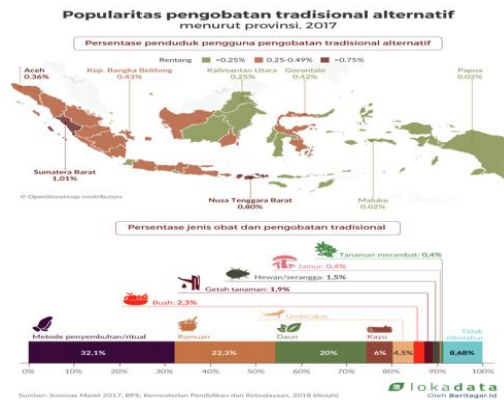 Popularitas pengobatan tradisional alternatif
menurut provinsi, 2017
Persentase penduduk pengguna pengobatan tradisional alternatif
Rentang <0,25% 0,25-0,49% >0,75%
Aceh
0,36%
Kep. Bangka Belitung
0,43%
Kalimantan Utara
0,25%
Gorontalo
0,42%
Papua
0,02%
Sumatera Barat
1,01%
Nusa Tenggara Barat
0,80%
Maluku
0,02%
© OpenStreetmap contributors
Persentase jenis obat dan pengobatan tradisional
Tanaman merambat: 0,4%
Jamur: 0,4%
Hewan/serangga: 1,5%
Getah tanaman: 1,9%
Buah: 2,3%
Umbi/akar
Metode penyembuhan/ritual
Ramuan
Daun
Kayu
Tidak
diketahui
32,1%
22,3%
20%
6%
4,5%
8,68%
0% 10% 20% 30% 40% 50% 60% 70% 80% 90% 100%
Sumber: Susenas Maret 2017, BPS; Kementerian Pendidikan dan Kebudayaan, 2018 (diolah)
lokadata
Oleh Beritagar.id